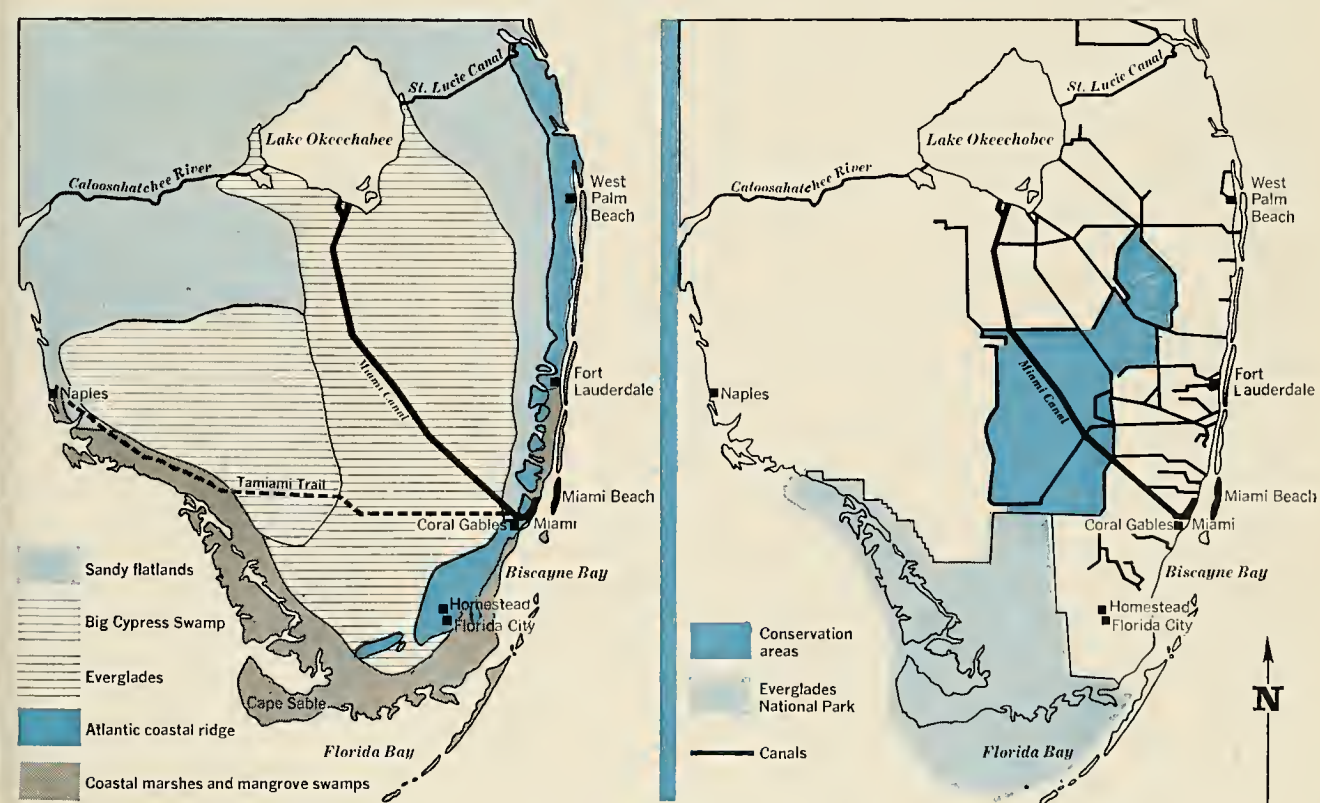 St. Lucie Canal
Lake Okeechabee
Caloosahatchee River
West
Palm
Beach
Miami Canal
Fort
Lauderdale
Naples
Tamiami Trail
Miami Beach
Coral Gables
Miami
Biscayne Bay
Homestead
Florida City
Cape Sable
Florida Bay
Sandy flatlands
Big Cypress Swamp
Everglades
Atlantic coastal ridge
Coastal marshes and mangrove swamps
St. Lucie Canal
Lake Okeechobee
Caloosahatchee River
West
Palm
Beach
Miami Canal
Fort
Lauderdale
Naples
Miami Beach
Coral Gables
Miami
Biscayne Bay
Homestead
Florida City
Florida Bay
Conservation
areas
Everglades
National Park
Canals
N